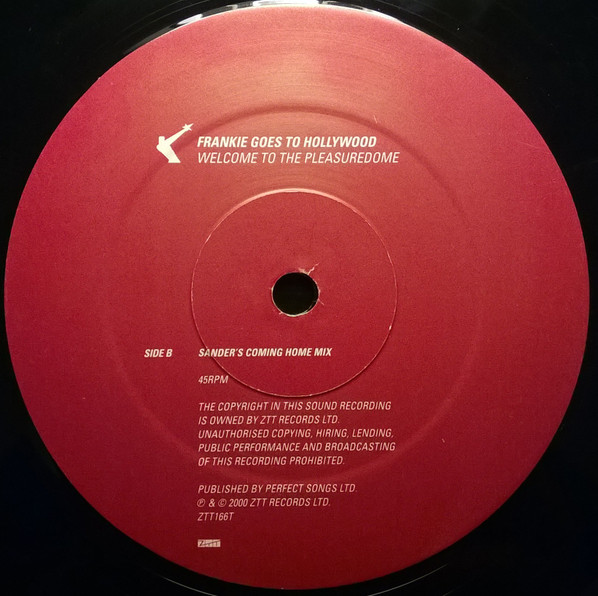 FRANKIE GOES TO HOLLYWOOD
WELCOME TO THE PLEASUREDOME
SIDE B SANDER'S COMING HOME MIX
45RPM
THE COPYRIGHT IN THIS SOUND RECORDING
IS OWNED BY ZTT RECORDS LTD.
UNAUTHORISED COPYING, HIRING, LENDING,
PUBLIC PERFORMANCE AND BROADCASTING
OF THIS RECORDING PROHIBITED.
PUBLISHED BY PERFECT SONGS LTD.
℗ & © 2000 ZTT RECORDS LTD.
ZTT166T
ZTT